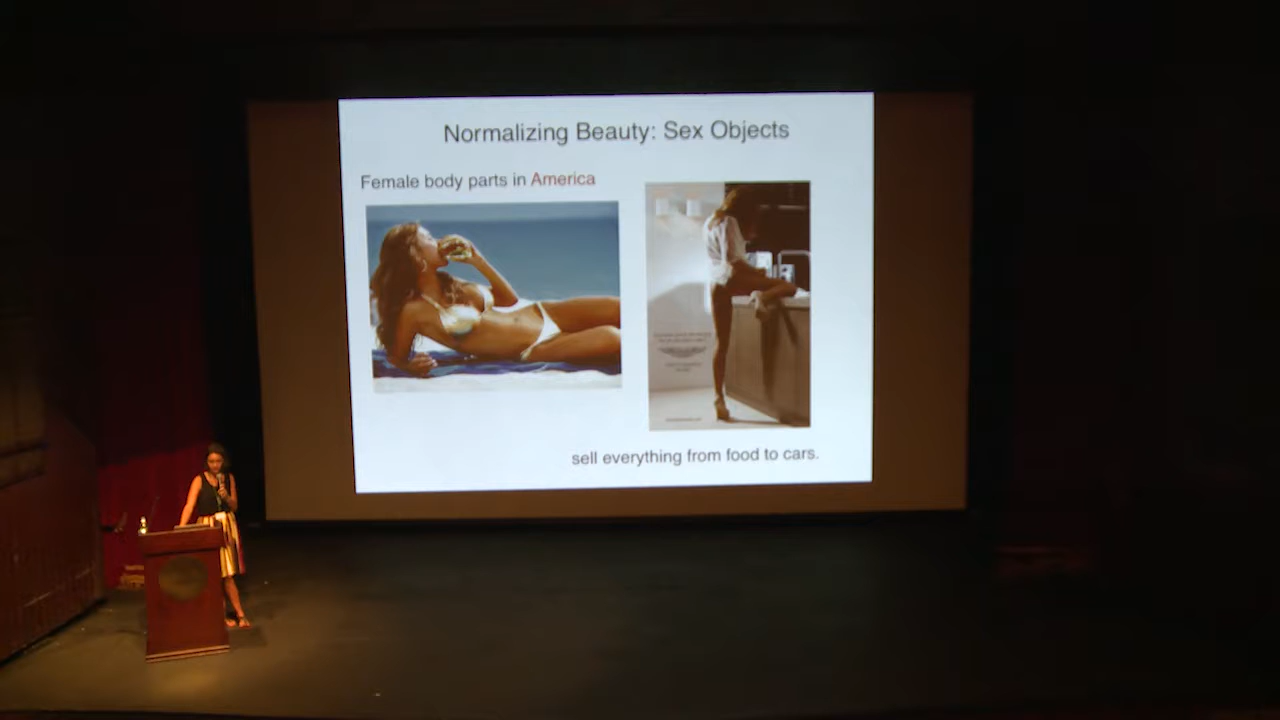 Normalizing Beauty: Sex Objects
Female body parts in America
sell everything from food to cars.